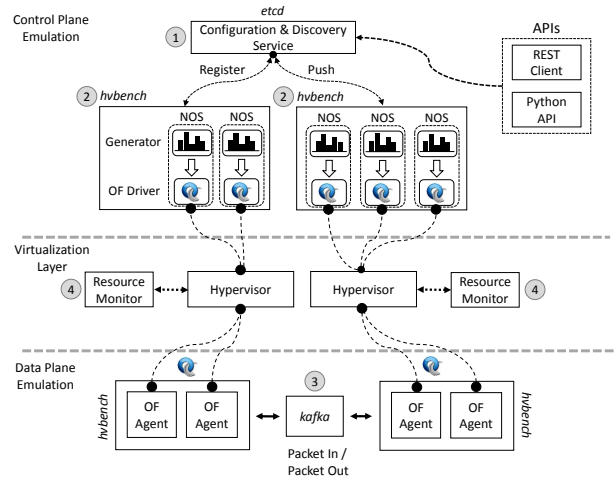 Control Plane
Emulation
etcd
1
Configuration & Discovery
Service
APIs
REST
Client
Python
API
Register
Push
2
hvbench
2
hvbench
NOS
NOS
NOS
NOS
NOS
Generator
OF Driver
Virtualization
Layer
4
Resource
Monitor
Hypervisor
Hypervisor
Resource
Monitor
4
Data Plane
Emulation
hvbench
OF
Agent
OF
Agent
3
kafka
Packet In /
Packet Out
OF
Agent
OF
Agent
hvbench